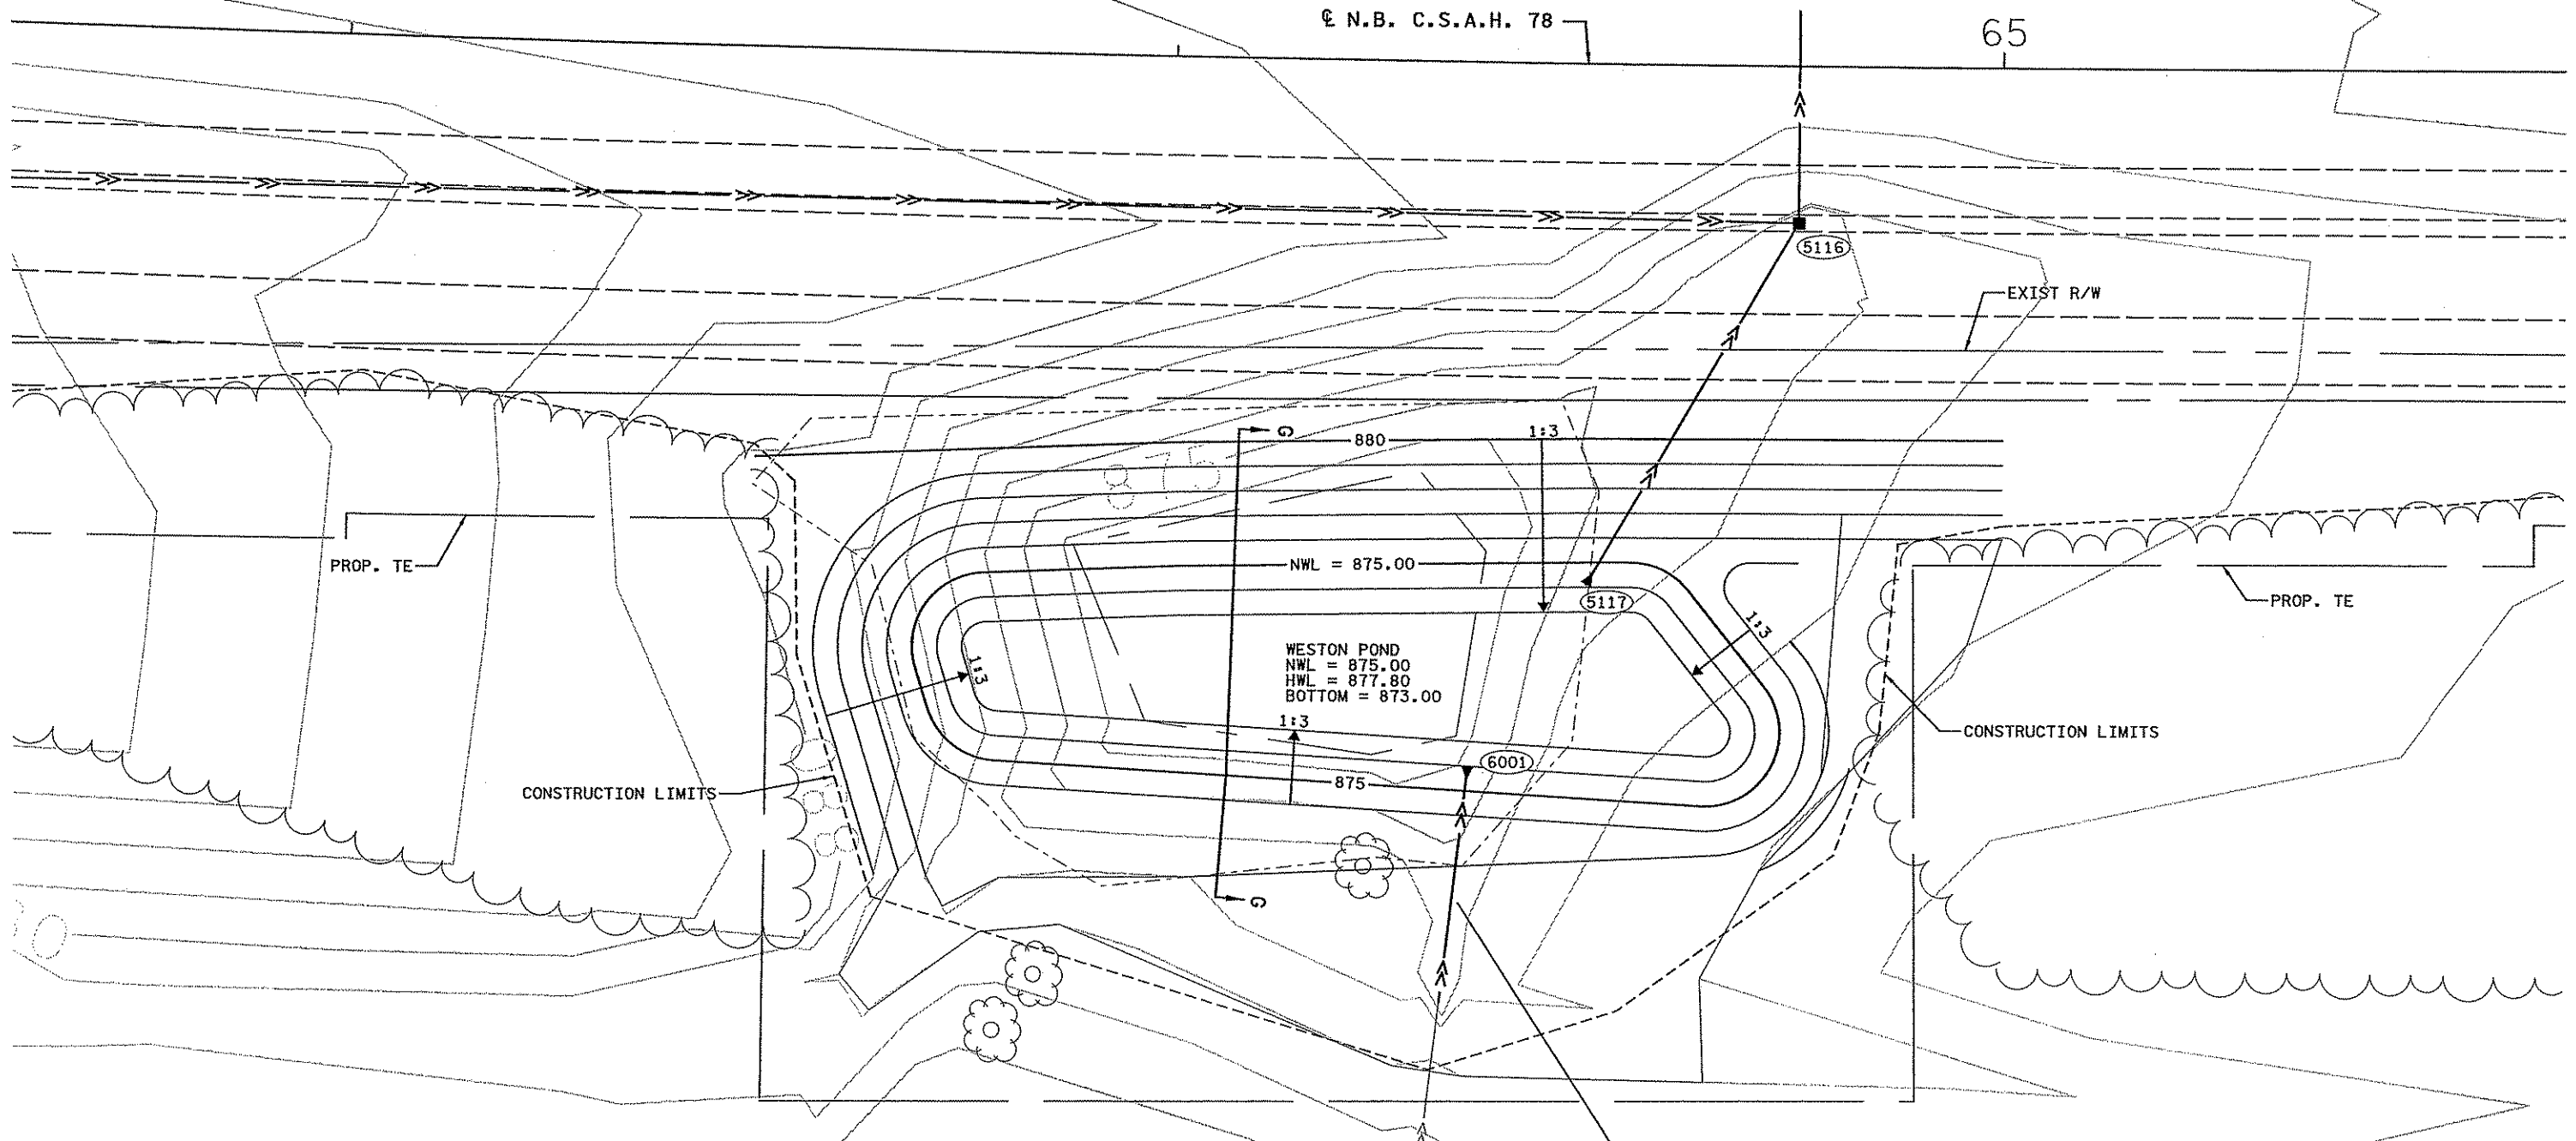 ℄ N.B. C.S.A.H. 78
65
5116
EXIST R/W
G
880
1:3
875
PROP. TE
NWL = 875.00
5117
PROP. TE
1:3
WESTON POND
NWL = 875.00
HWL = 877.80
BOTTOM = 873.00
1:3
1:3
CONSTRUCTION LIMITS
6001
875
CONSTRUCTION LIMITS
G